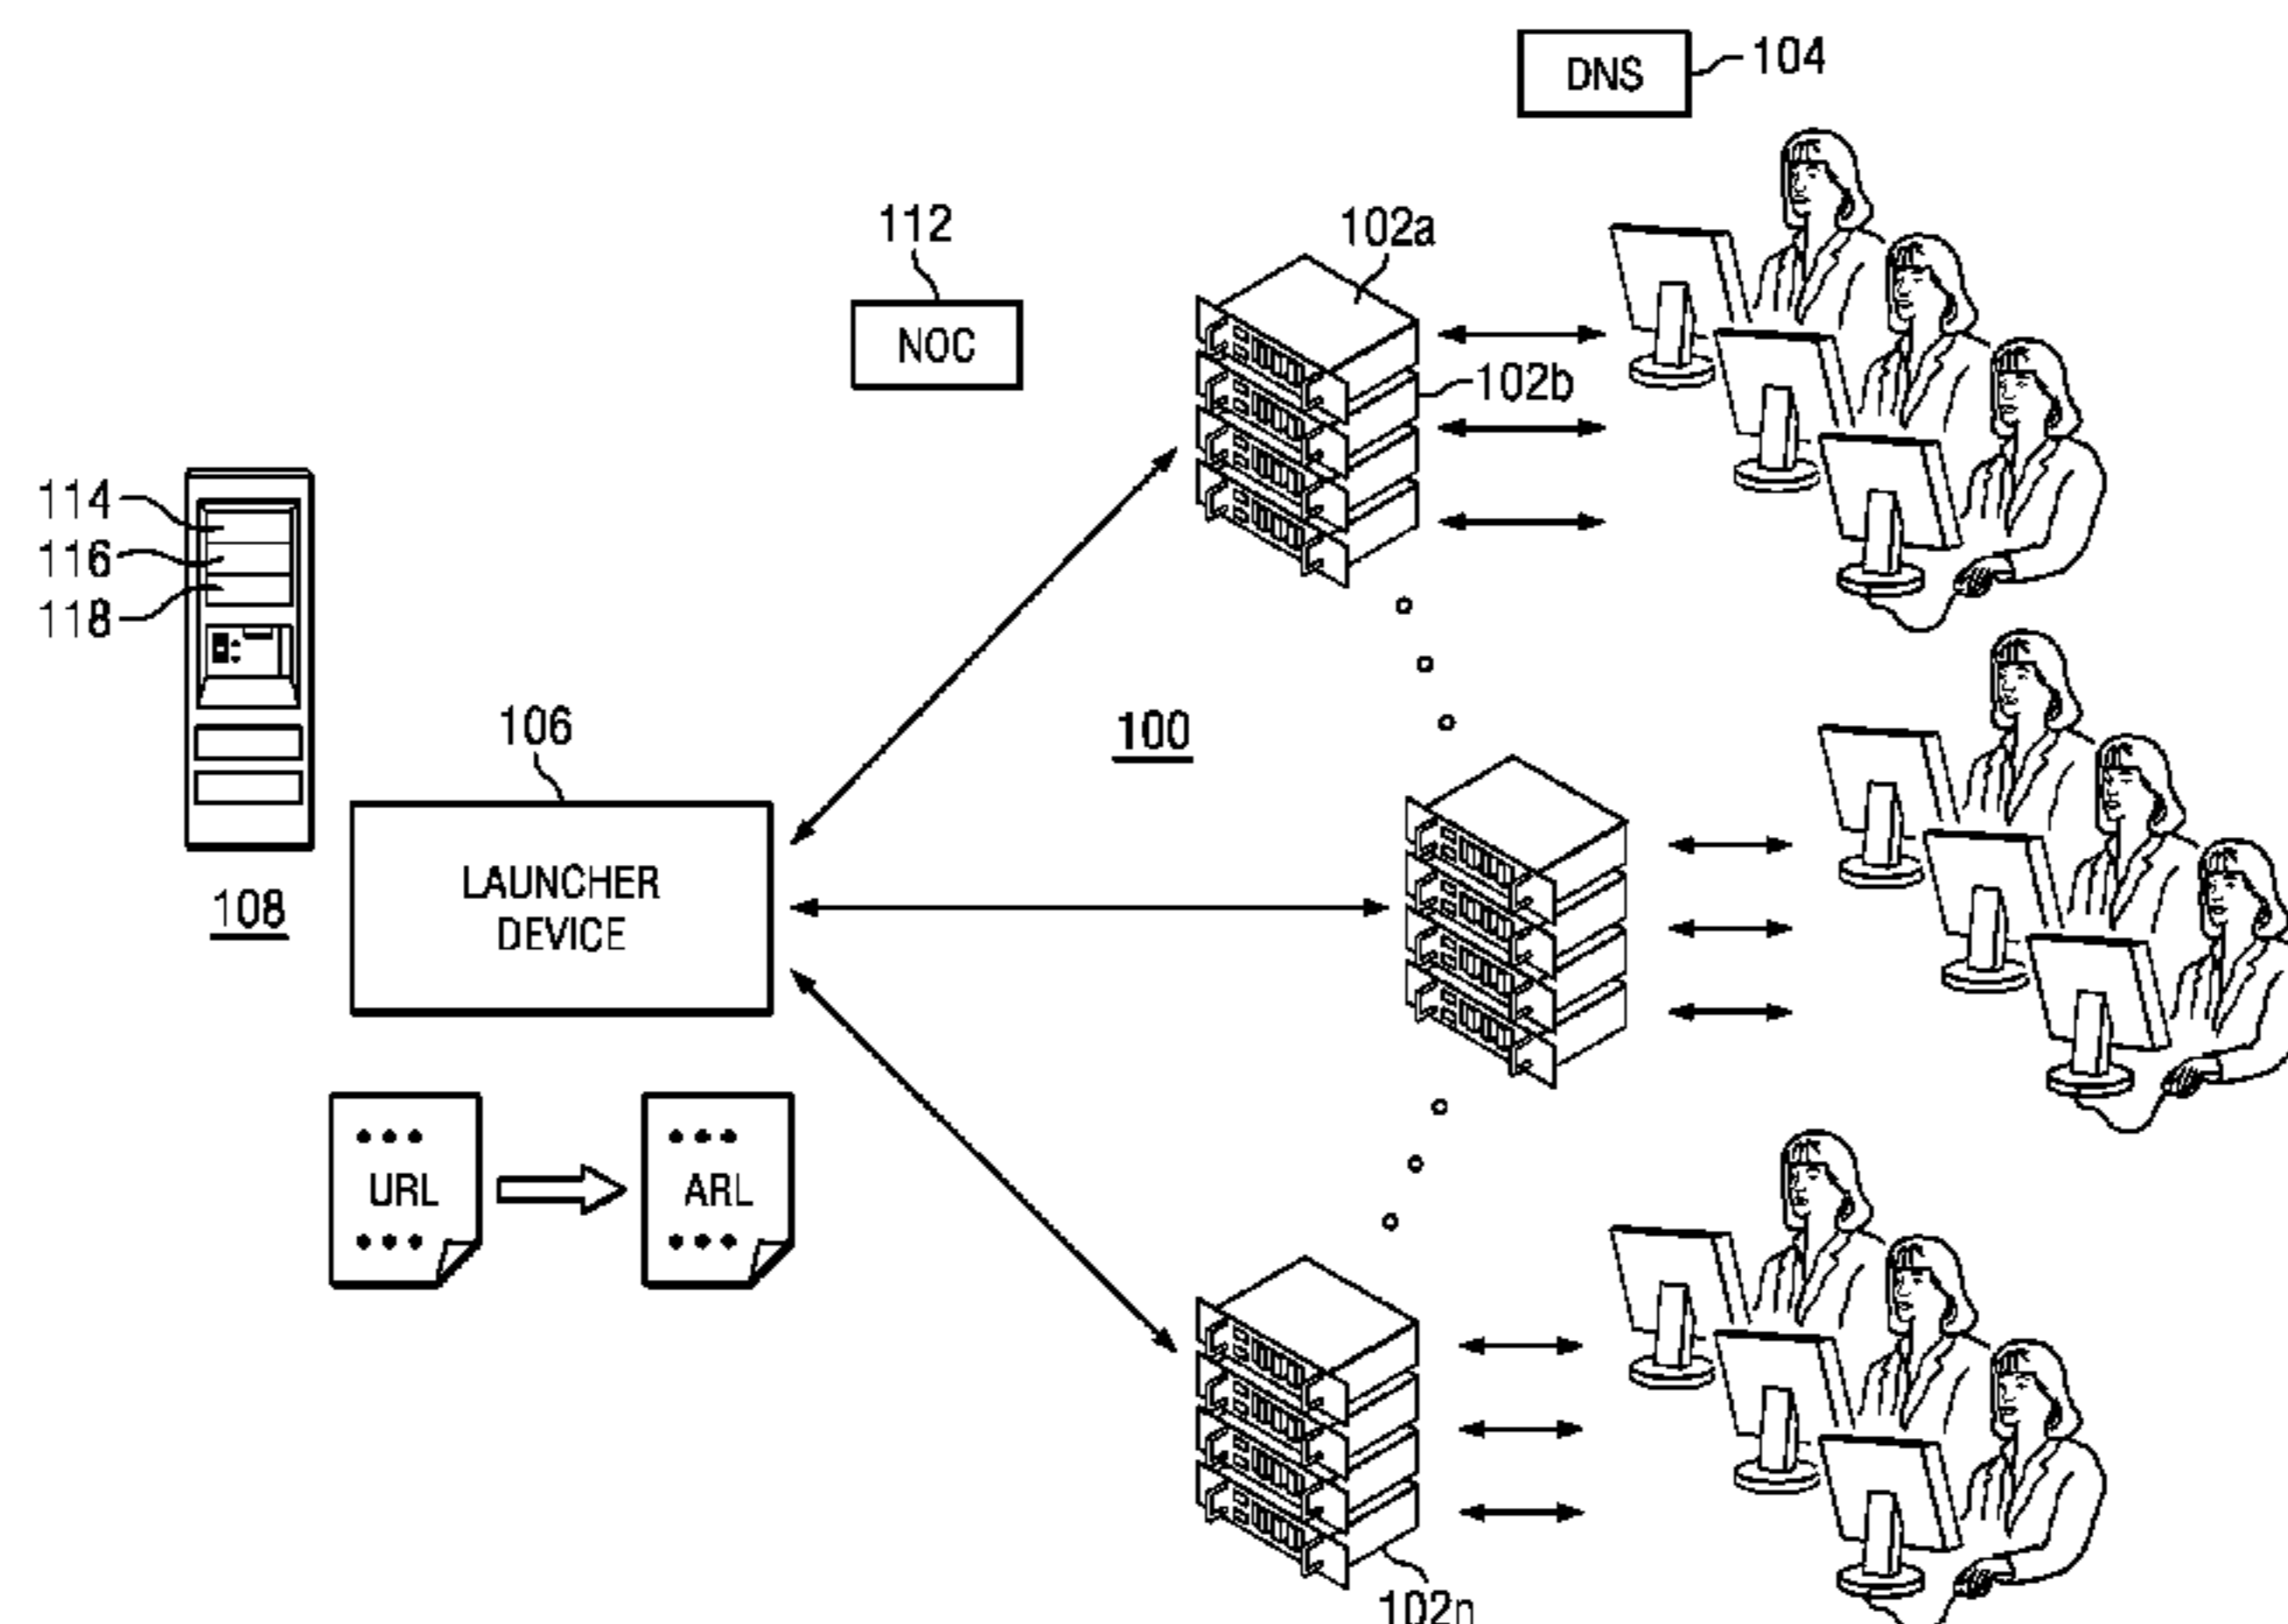 DNS
104
112
NOC
102a
102b
114
116
118
106
100
LAUNCHER
DEVICE
108
URL
ARL
102n